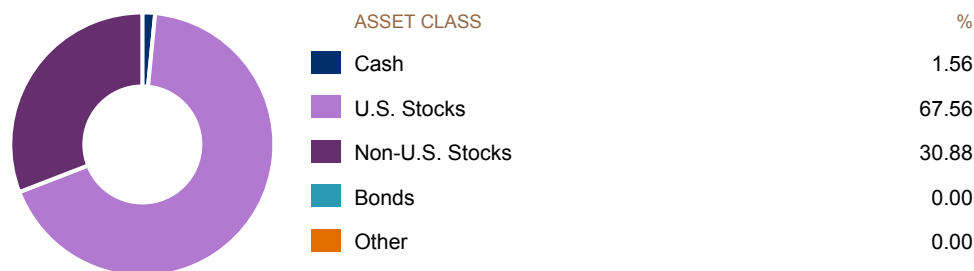 ASSET CLASS %
Cash 1.56
U.S. Stocks 67.56
Non-U.S. Stocks 30.88
Bonds 0.00
Other 0.00